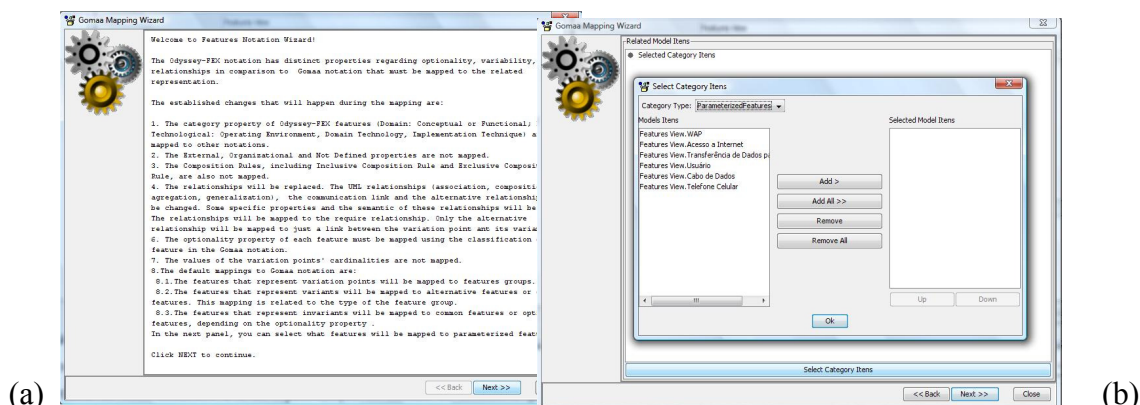 Gomaa Mapping Wizard
Welcome to Features Notation Wizard!
The Odyssey-FEX notation has distinct properties regarding optionality, variability,
relationships in comparison to Gomaa notation that must be mapped to the related
representation.
The established changes that will happen during the mapping are:
1. The category property of Odyssey-FEX features (Domain: Conceptual or Functional;
Technological: Operating Environment, Domain Technology, Implementation Technique) a
mapped to other notations.
2. The External, Organizational and Not Defined properties are not mapped.
3. The Composition Rules, including Inclusive Composition Rule and Exclusive Composi
Rule, are also not mapped.
4. The relationships will be replaced. The UML relationships (association, compositi
agregation, generalization), the communication link and the alternative relationshi
be changed. Some specific properties and the semantic of these relationships will be
The relationships will be mapped to the require relationship. Only the alternative
relationship will be mapped to just a link between the variation point ant its varia
6. The optionality property of each feature must be mapped using the classification
feature in the Gomaa notation.
7. The values of the variation points' cardinalities are not mapped.
8.The default mappings to Gomaa notation are:
8.1.The features that represent variation points will be mapped to features groups.
8.2.The features that represent variants will be mapped to alternative features or
features. This mapping is related to the type of the feature group.
8.3.The features that represent invariants will be mapped to common features or opt
features, depending on the optionality property .
In the next panel, you can select what features will be mapped to parameterized feat
Click NEXT to continue.
<< Back
Next >>
(a)
Gomaa Mapping Wizard
Related Model Itens
Selected Category Itens
Select Category Itens
Category Type: ParameterizedFeatures
Models Itens
Selected Model Itens
Features View.WAP
Features View.Acesso a Internet
Features View.Transferência de Dados p
Features View.Usuário
Features View.Cabo de Dados
Features View.Telefone Celular
Add >
Add All >>
Remove
Remove All
Up
Down
Ok
Select Category Itens
<< Back
Next >>
Close
(b)